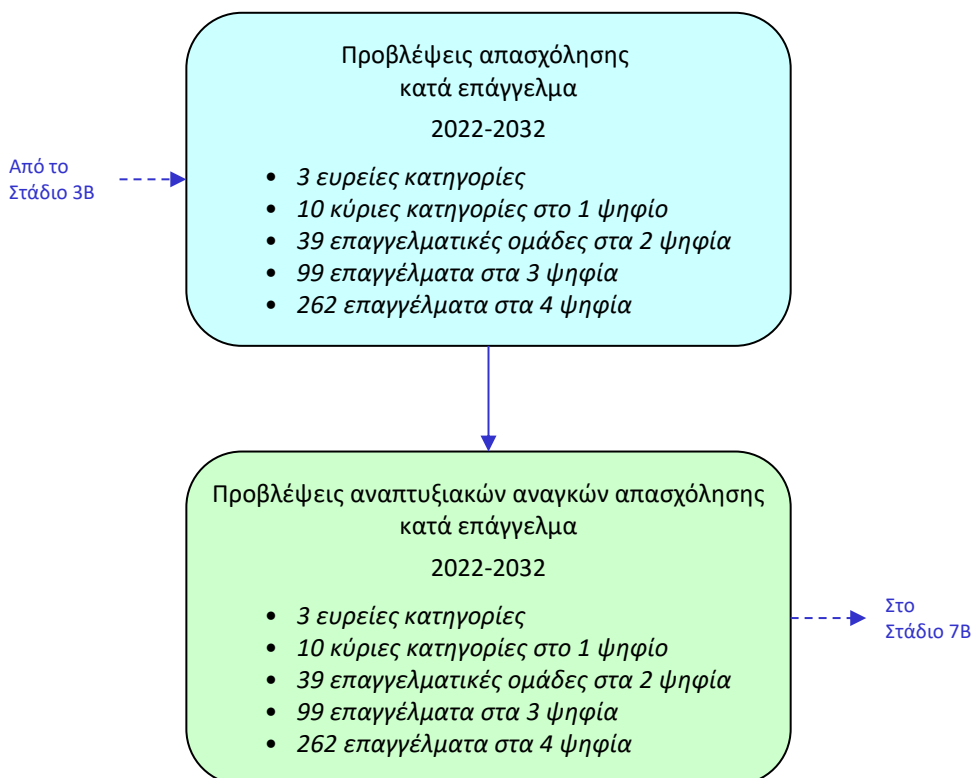 Προβλέψεις απασχόλησης
κατά επάγγελμα
2022-2032
Από το
Στάδιο 3Β
• 3 ευρείες κατηγορίες
• 10 κύριες κατηγορίες στο 1 ψηφίο
• 39 επαγγελματικές ομάδες στα 2 ψηφία
• 99 επαγγέλματα στα 3 ψηφία
• 262 επαγγέλματα στα 4 ψηφία
Προβλέψεις αναπτυξιακών αναγκών απασχόλησης
κατά επάγγελμα
2022-2032
• 3 ευρείες κατηγορίες
• 10 κύριες κατηγορίες στο 1 ψηφίο
• 39 επαγγελματικές ομάδες στα 2 ψηφία
• 99 επαγγέλματα στα 3 ψηφία
• 262 επαγγέλματα στα 4 ψηφία
Στο
Στάδιο 7Β